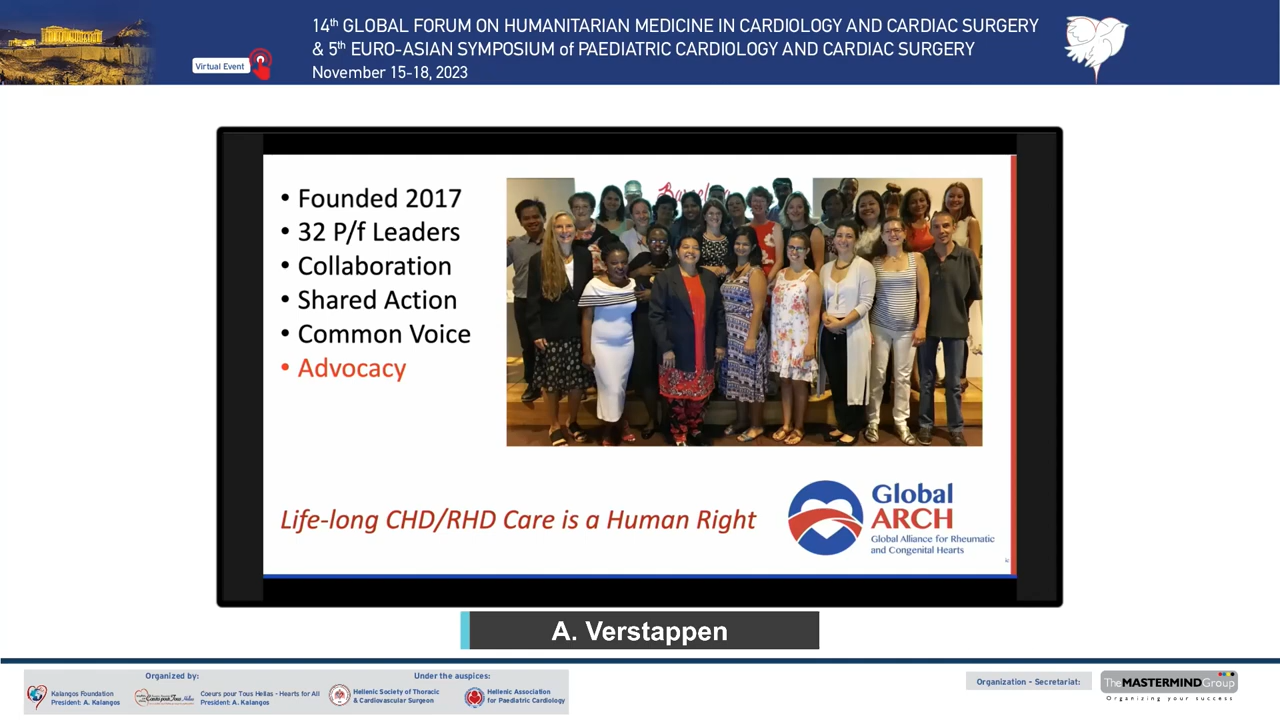 14th GLOBAL FORUM ON HUMANITARIAN MEDICINE IN CARDIOLOGY AND CARDIAC SURGERY
& 5th EURO-ASIAN SYMPOSIUM of PAEDIATRIC CARDIOLOGY AND CARDIAC SURGERY
November 15-18, 2023
Virtual Event
• Founded 2017
• 32 P/f Leaders
• Collaboration
• Shared Action
• Common Voice
• Advocacy
Barcelona
Life-long CHD/RHD Care is a Human Right
Global
ARCH
Global Alliance for Rheumatic
and Congenital Hearts
A. Verstappen
Organized by:
Kalangos Foundation
President: A. Kalangos
Coeurs pour Tous Hellas - Hearts for All
President: A. Kalangos
Under the auspices:
Hellenic Society of Thoracic
& Cardiovascular Surgeon
Hellenic Association
for Paediatric Cardiology
Organization - Secretariat:
The MASTERMIND Group
Organizing your success